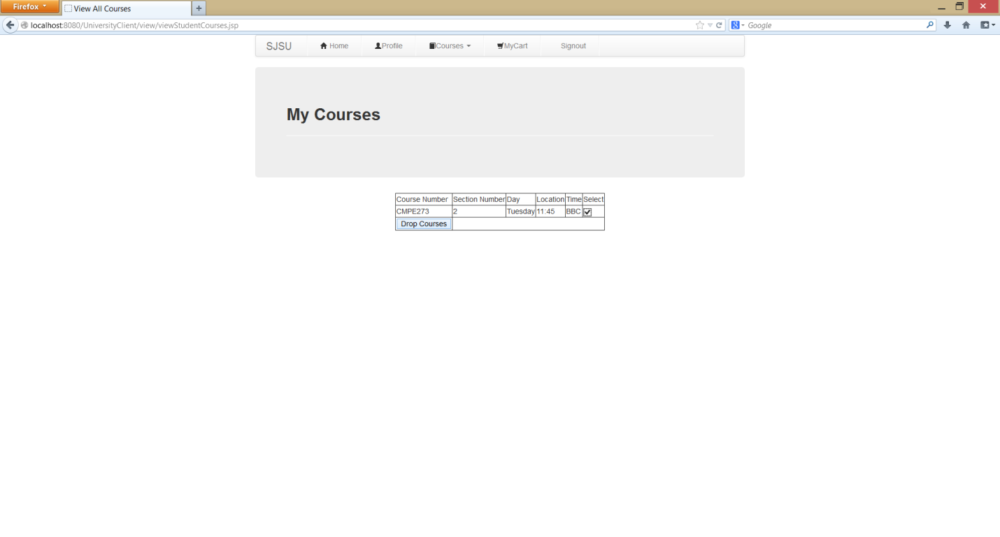 Firefox
View All Courses
localhost:8080/UniversityClient/view/viewStudentCourses.jsp
Google
SJSU Home Profile Courses MyCart Signout
My Courses
Course Number Section Number Day Location Time Select
CMPE273 2 Tuesday 11:45 BBC
Drop Courses